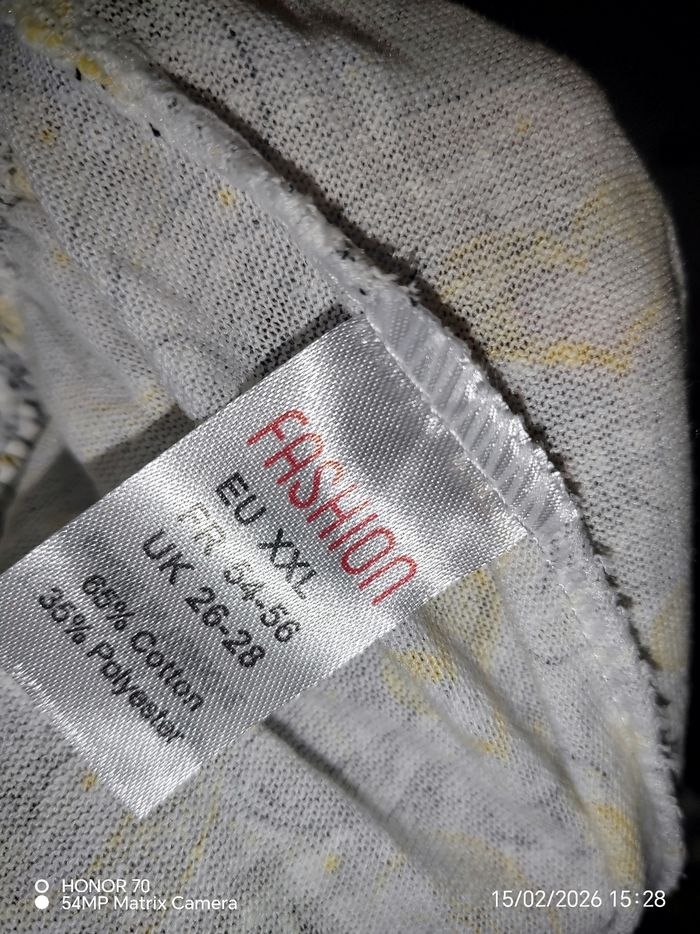 FASHION
EU XXL
FR 54-56
UK 26-28
65% Cotton
35% Polyester
HONOR 70
54MP Matrix Camera
15/02/2026 15:28